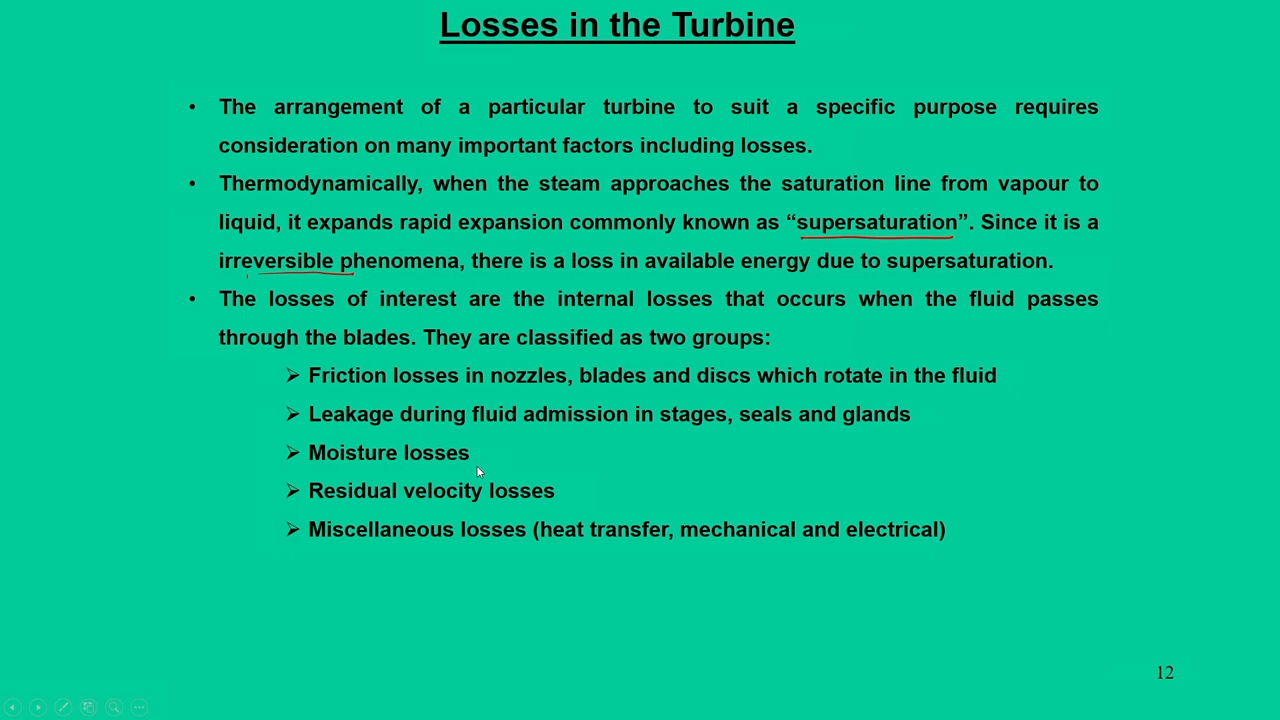 Losses in the Turbine
• The arrangement of a particular turbine to suit a specific purpose requires
consideration on many important factors including losses.
• Thermodynamically, when the steam approaches the saturation line from vapour to
liquid, it expands rapid expansion commonly known as “supersaturation”. Since it is a
irreversible phenomena, there is a loss in available energy due to supersaturation.
• The losses of interest are the internal losses that occurs when the fluid passes
through the blades. They are classified as two groups:
➢ Friction losses in nozzles, blades and discs which rotate in the fluid
➢ Leakage during fluid admission in stages, seals and glands
➢ Moisture losses
➢ Residual velocity losses
➢ Miscellaneous losses (heat transfer, mechanical and electrical)
12